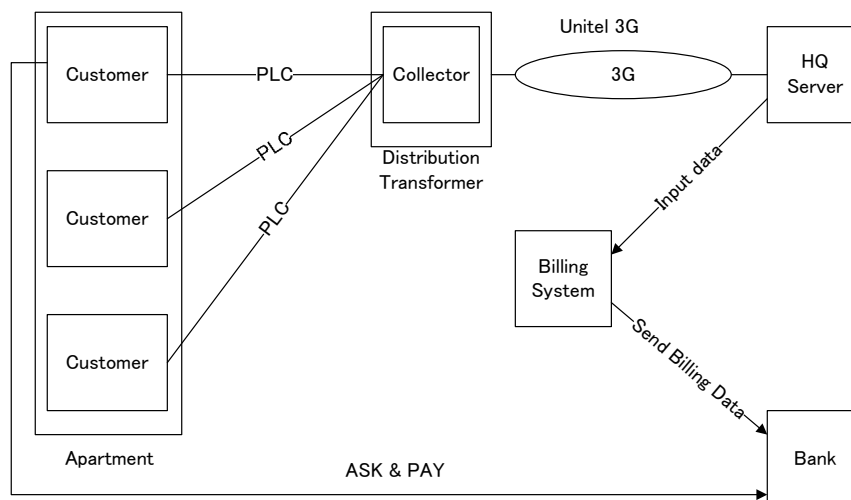 Unitel 3G
Customer
PLC
Collector
3G
HQ
Server
PLC
Distribution
Transformer
Input data
Customer
PLC
Billing
System
Customer
Send Billing Data
Apartment
ASK & PAY
Bank